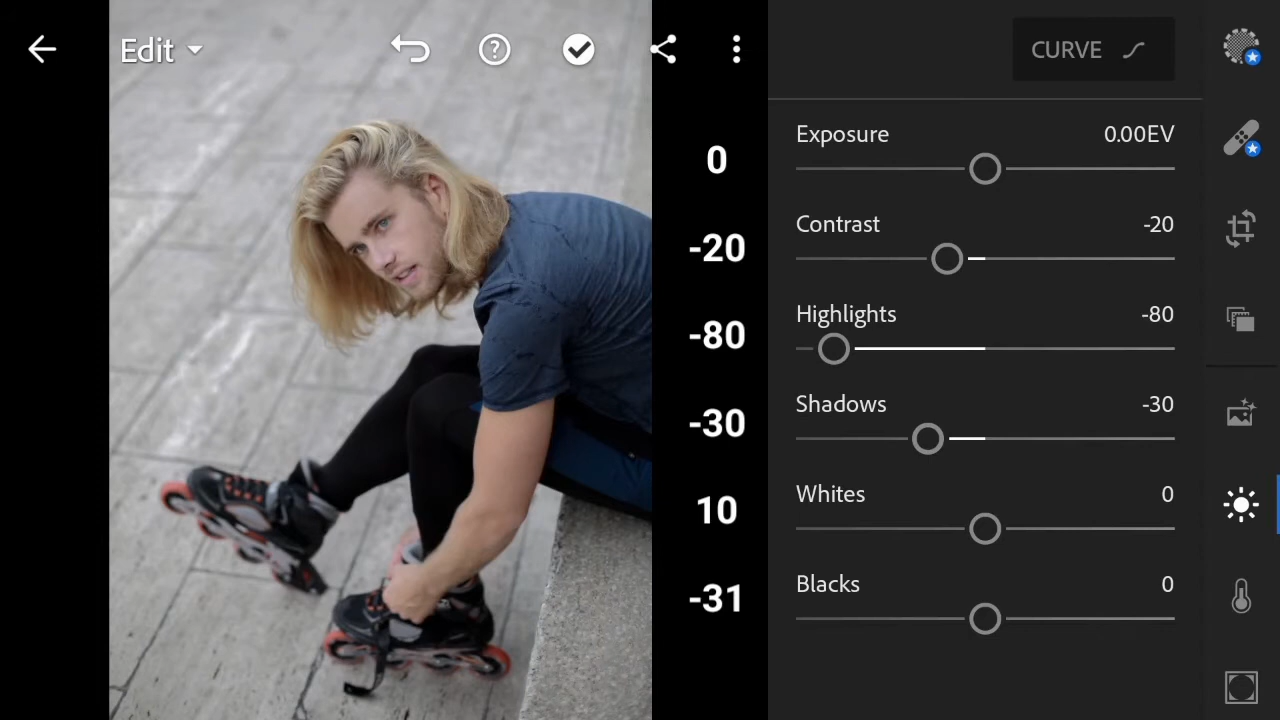 Edit
CURVE
0
-20
-80
-30
10
-31
Exposure 0.00EV
Contrast -20
Highlights -80
Shadows -30
Whites 0
Blacks 0